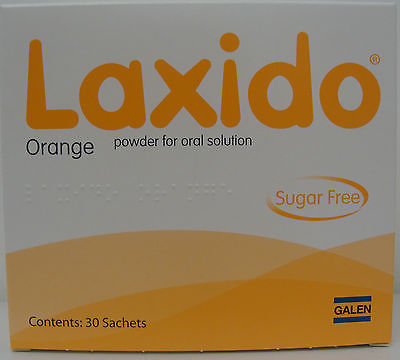 Laxido®
Orange powder for oral solution
Sugar Free
Contents: 30 Sachets
GALEN